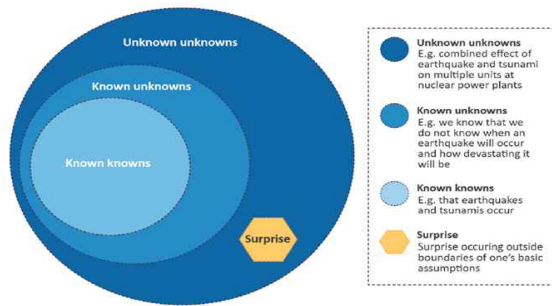 Unknown unknowns
Known unknowns
Known knowns
Surprise
Unknown unknowns
E.g. combined effect of
earthquake and tsunami
on multiple units at
nuclear power plants
Known unknowns
E.g. we know that we
do not know when an
earthquake will occur
and how devastating it
will be
Known knowns
E.g. that earthquakes
and tsunamis occur
Surprise
Surprise occuring outside
boundaries of one's basic
assumptions